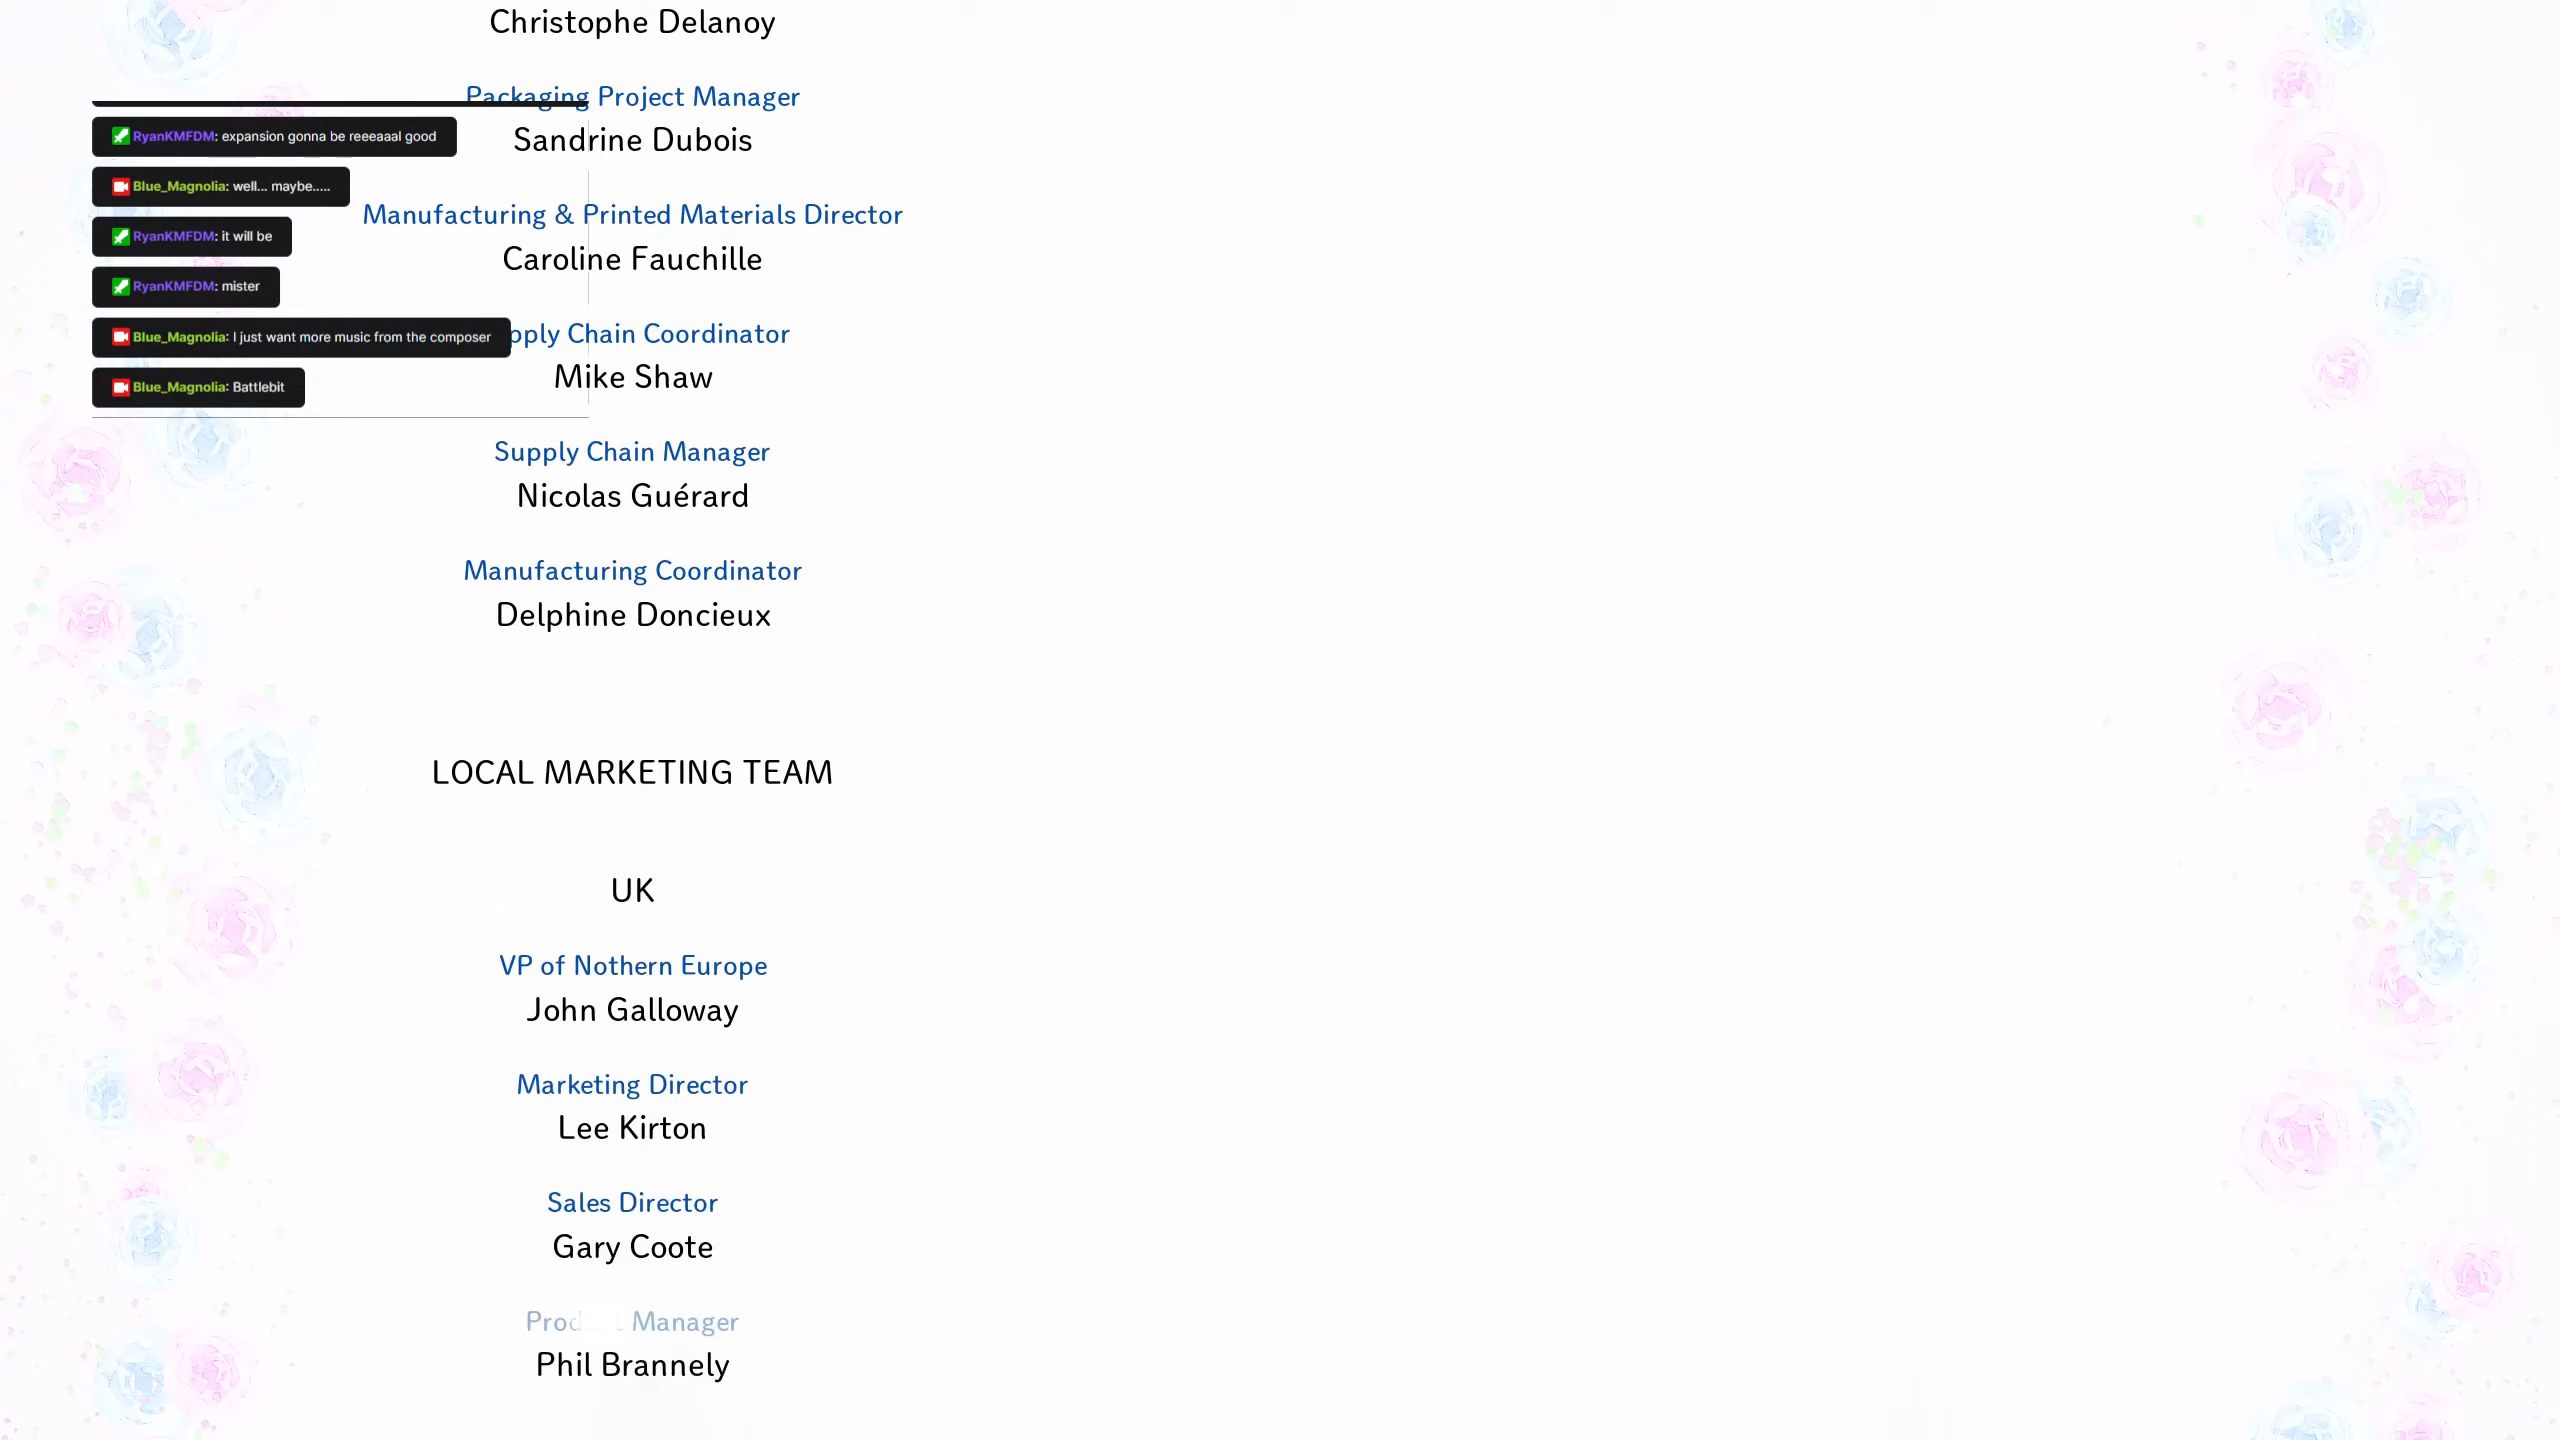 Christophe Delanoy
Packaging Project Manager
Sandrine Dubois
Manufacturing & Printed Materials Director
Caroline Fauchille
pply Chain Coordinator
Mike Shaw
Supply Chain Manager
Nicolas Guérard
Manufacturing Coordinator
Delphine Doncieux
LOCAL MARKETING TEAM
UK
VP of Nothern Europe
John Galloway
Marketing Director
Lee Kirton
Sales Director
Gary Coote
Manager
Phil Brannely
RyanKMFDM: expansion gonna be reeeaaal good
Blue_Magnolia: well... maybe.....
RyanKMFDM: it will be
RyanKMFDM: mister
Blue_Magnolia: I just want more music from the composer
Blue_Magnolia: Battlebit